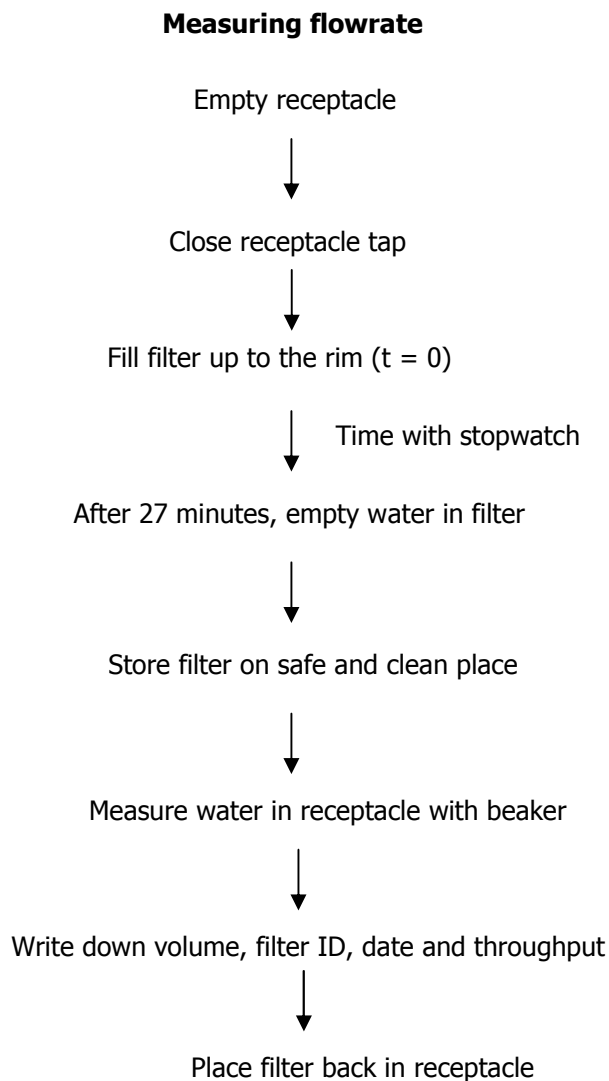 Measuring flowrate
Empty receptacle
Close receptacle tap
Fill filter up to the rim (t = 0)
Time with stopwatch
After 27 minutes, empty water in filter
Store filter on safe and clean place
Measure water in receptacle with beaker
Write down volume, filter ID, date and throughput
Place filter back in receptacle